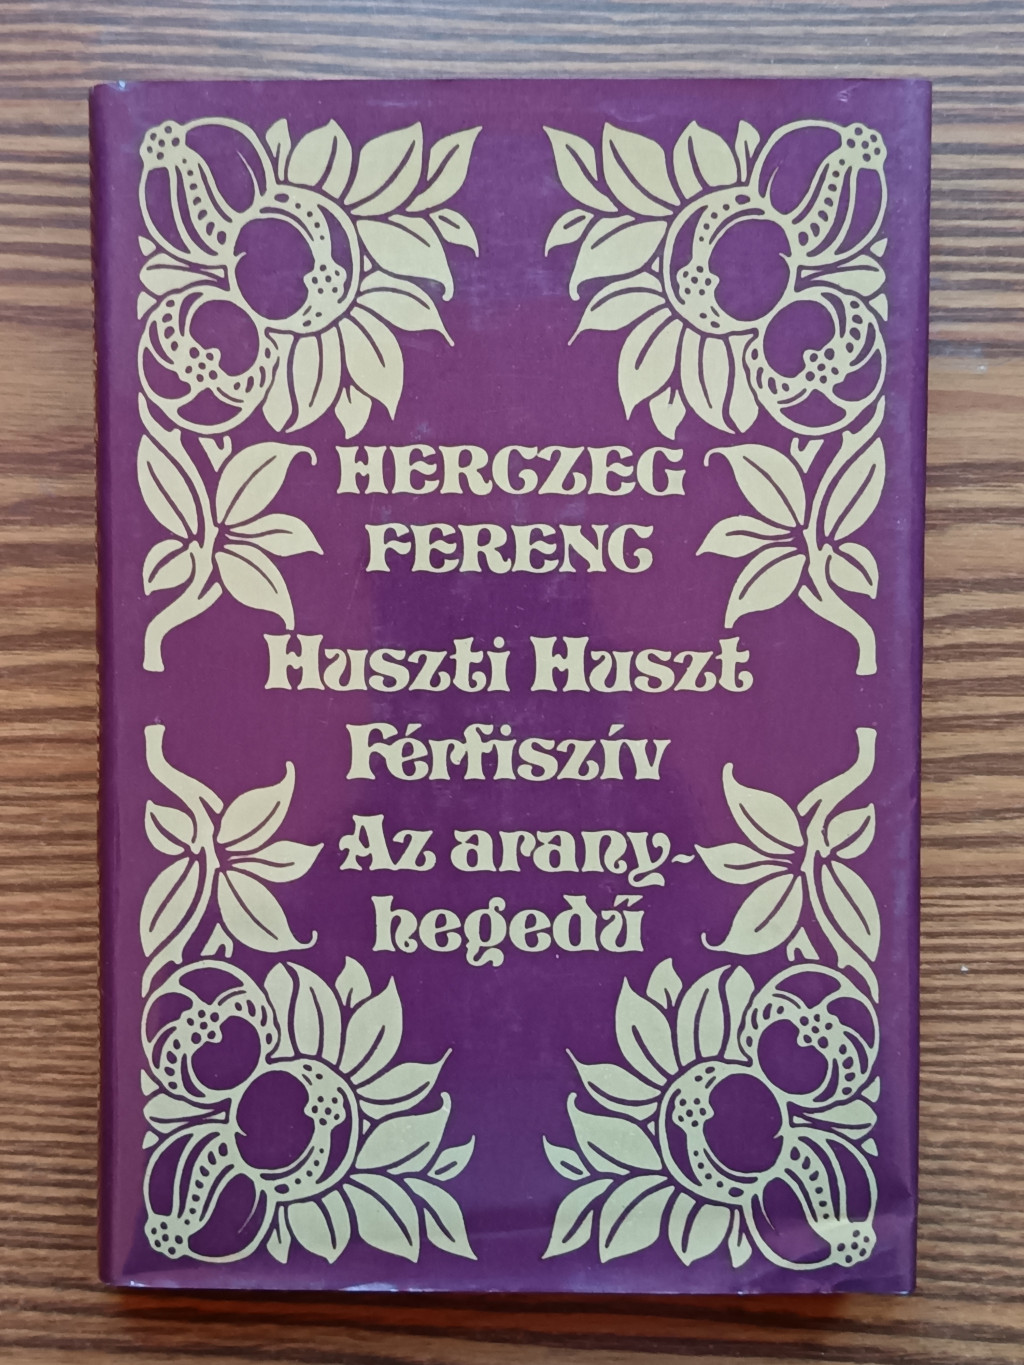 HERCZEG
FERENC
Huszti Huszt
Férfiszív
Az arany-
hegedű